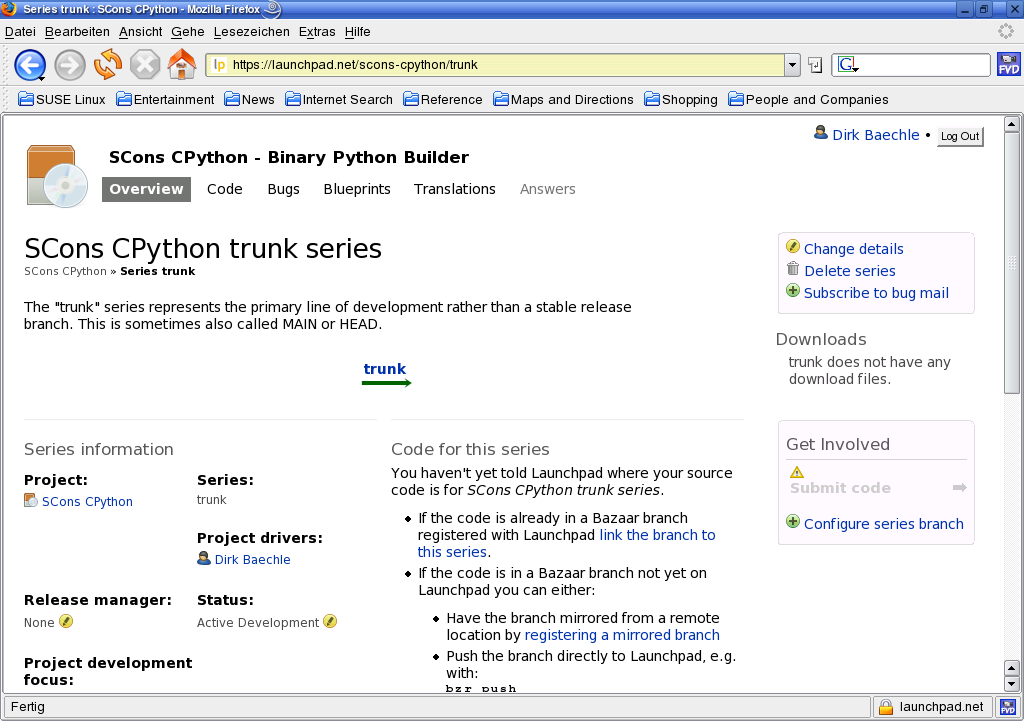 Series trunk : SCons CPython - Mozilla Firefox
Datei Bearbeiten Ansicht Gehe Lesezeichen Extras Hilfe
lp https://launchpad.net/scons-cpython/trunk
G
FVD
SUSE Linux Entertainment News Internet Search Reference Maps and Directions Shopping People and Companies
Dirk Baechle • Log Out
SCons CPython - Binary Python Builder
Overview Code Bugs Blueprints Translations Answers
SCons CPython trunk series
SCons CPython » Series trunk
The "trunk" series represents the primary line of development rather than a stable release
branch. This is sometimes also called MAIN or HEAD.
trunk
Series information
Project:
SCons CPython
Series:
trunk
Project drivers:
Dirk Baechle
Release manager:
None
Status:
Active Development
Project development
focus:
Code for this series
You haven't yet told Launchpad where your source
code is for SCons CPython trunk series.
If the code is already in a Bazaar branch
registered with Launchpad link the branch to
this series.
If the code is in a Bazaar branch not yet on
Launchpad you can either:
Have the branch mirrored from a remote
location by registering a mirrored branch
Push the branch directly to Launchpad, e.g.
with:
bzr push
Change details
Delete series
Subscribe to bug mail
Downloads
trunk does not have any
download files.
Get Involved
Submit code
Configure series branch
Fertig
launchpad.net
FVD